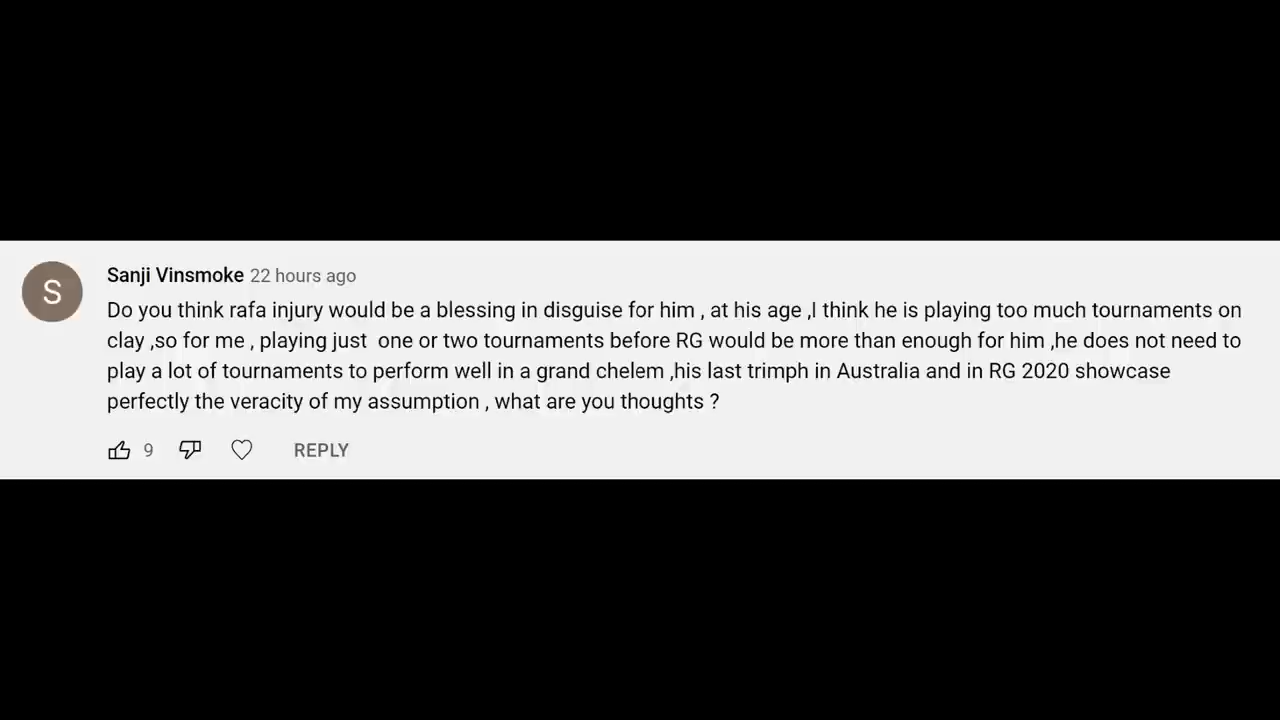 S
Sanji Vinsmoke 22 hours ago
Do you think rafa injury would be a blessing in disguise for him , at his age ,I think he is playing too much tournaments on
clay ,so for me , playing just  one or two tournaments before RG would be more than enough for him ,he does not need to
play a lot of tournaments to perform well in a grand chelem ,his last trimph in Australia and in RG 2020 showcase
perfectly the veracity of my assumption , what are you thoughts ?
9 REPLY